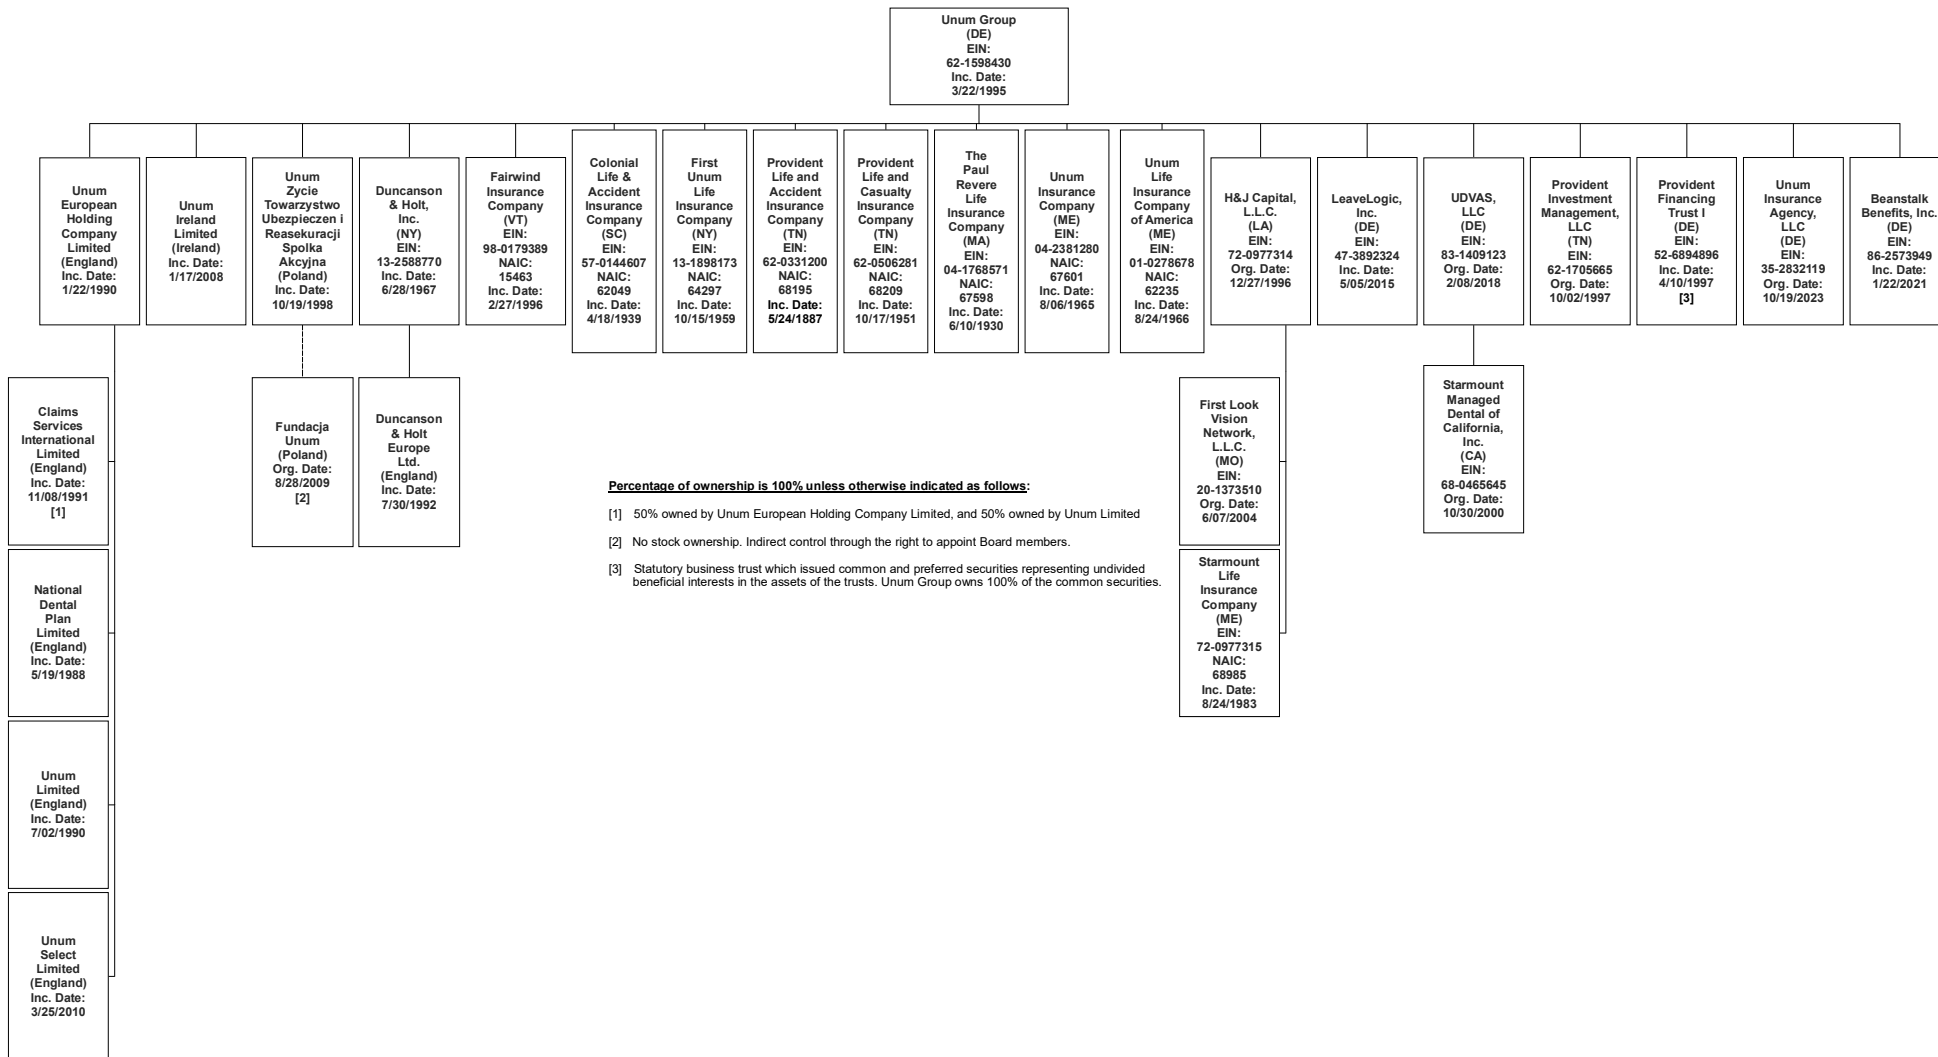 Unum Group
(DE)
EIN:
62-1598430
Inc. Date:
3/22/1995
Unum
European
Holding
Company
Limited
(England)
Inc. Date:
1/22/1990
Unum
Ireland
Limited
(Ireland)
Inc. Date:
1/17/2008
Unum
Zycie
Towarzystwo
Ubezpieczen i
Reasekuracji
Spolka
Akcyjna
(Poland)
Inc. Date:
10/19/1998
Duncanson
& Holt,
Inc.
(NY)
EIN:
13-2588770
Inc. Date:
6/28/1967
Fairwind
Insurance
Company
(VT)
EIN:
98-0179389
NAIC:
15463
Inc. Date:
2/27/1996
Colonial
Life &
Accident
Insurance
Company
(SC)
EIN:
57-0144607
NAIC:
62049
Inc. Date:
4/18/1939
First
Unum
Life
Insurance
Company
(NY)
EIN:
13-1898173
NAIC:
64297
Inc. Date:
10/15/1959
Provident
Life and
Accident
Insurance
Company
(TN)
EIN:
62-0331200
NAIC:
68195
Inc. Date:
5/24/1887
Provident
Life and
Casualty
Insurance
Company
(TN)
EIN:
62-0506281
NAIC:
68209
Inc. Date:
10/17/1951
The
Paul
Revere
Life
Insurance
Company
(MA)
EIN:
04-1768571
NAIC:
67598
Inc. Date:
6/10/1930
Unum
Insurance
Company
(ME)
EIN:
04-2381280
NAIC:
67601
Inc. Date:
8/06/1965
Unum
Life
Insurance
Company
of America
(ME)
EIN:
01-0278678
NAIC:
62235
Inc. Date:
8/24/1966
H&J Capital,
L.L.C.
(LA)
EIN:
72-0977314
Org. Date:
12/27/1996
LeaveLogic,
Inc.
(DE)
EIN:
47-3892324
Inc. Date:
5/05/2015
UDVAS,
LLC
(DE)
EIN:
83-1409123
Org. Date:
2/08/2018
Provident
Investment
Management,
LLC
(TN)
EIN:
62-1705665
Org. Date:
10/02/1997
Provident
Financing
Trust I
(DE)
EIN:
52-6894896
Inc. Date:
4/10/1997
[3]
Unum
Insurance
Agency,
LLC
(DE)
EIN:
35-2832119
Org. Date:
10/19/2023
Beanstalk
Benefits, Inc.
(DE)
EIN:
86-2573949
Inc. Date:
1/22/2021
Claims
Services
International
Limited
(England)
Inc. Date:
11/08/1991
[1]
Fundacja
Unum
(Poland)
Org. Date:
8/28/2009
[2]
Duncanson
& Holt
Europe
Ltd.
(England)
Inc. Date:
7/30/1992
First Look
Vision
Network,
L.L.C.
(MO)
EIN:
20-1373510
Org. Date:
6/07/2004
Starmount
Managed
Dental of
California,
Inc.
(CA)
EIN:
68-0465645
Org. Date:
10/30/2000
Percentage of ownership is 100% unless otherwise indicated as follows:
[1] 50% owned by Unum European Holding Company Limited, and 50% owned by Unum Limited
[2] No stock ownership. Indirect control through the right to appoint Board members.
[3] Statutory business trust which issued common and preferred securities representing undivided
beneficial interests in the assets of the trusts. Unum Group owns 100% of the common securities.
National
Dental
Plan
Limited
(England)
Inc. Date:
5/19/1988
Starmount
Life
Insurance
Company
(ME)
EIN:
72-0977315
NAIC:
68985
Inc. Date:
8/24/1983
Unum
Limited
(England)
Inc. Date:
7/02/1990
Unum
Select
Limited
(England)
Inc. Date:
3/25/2010